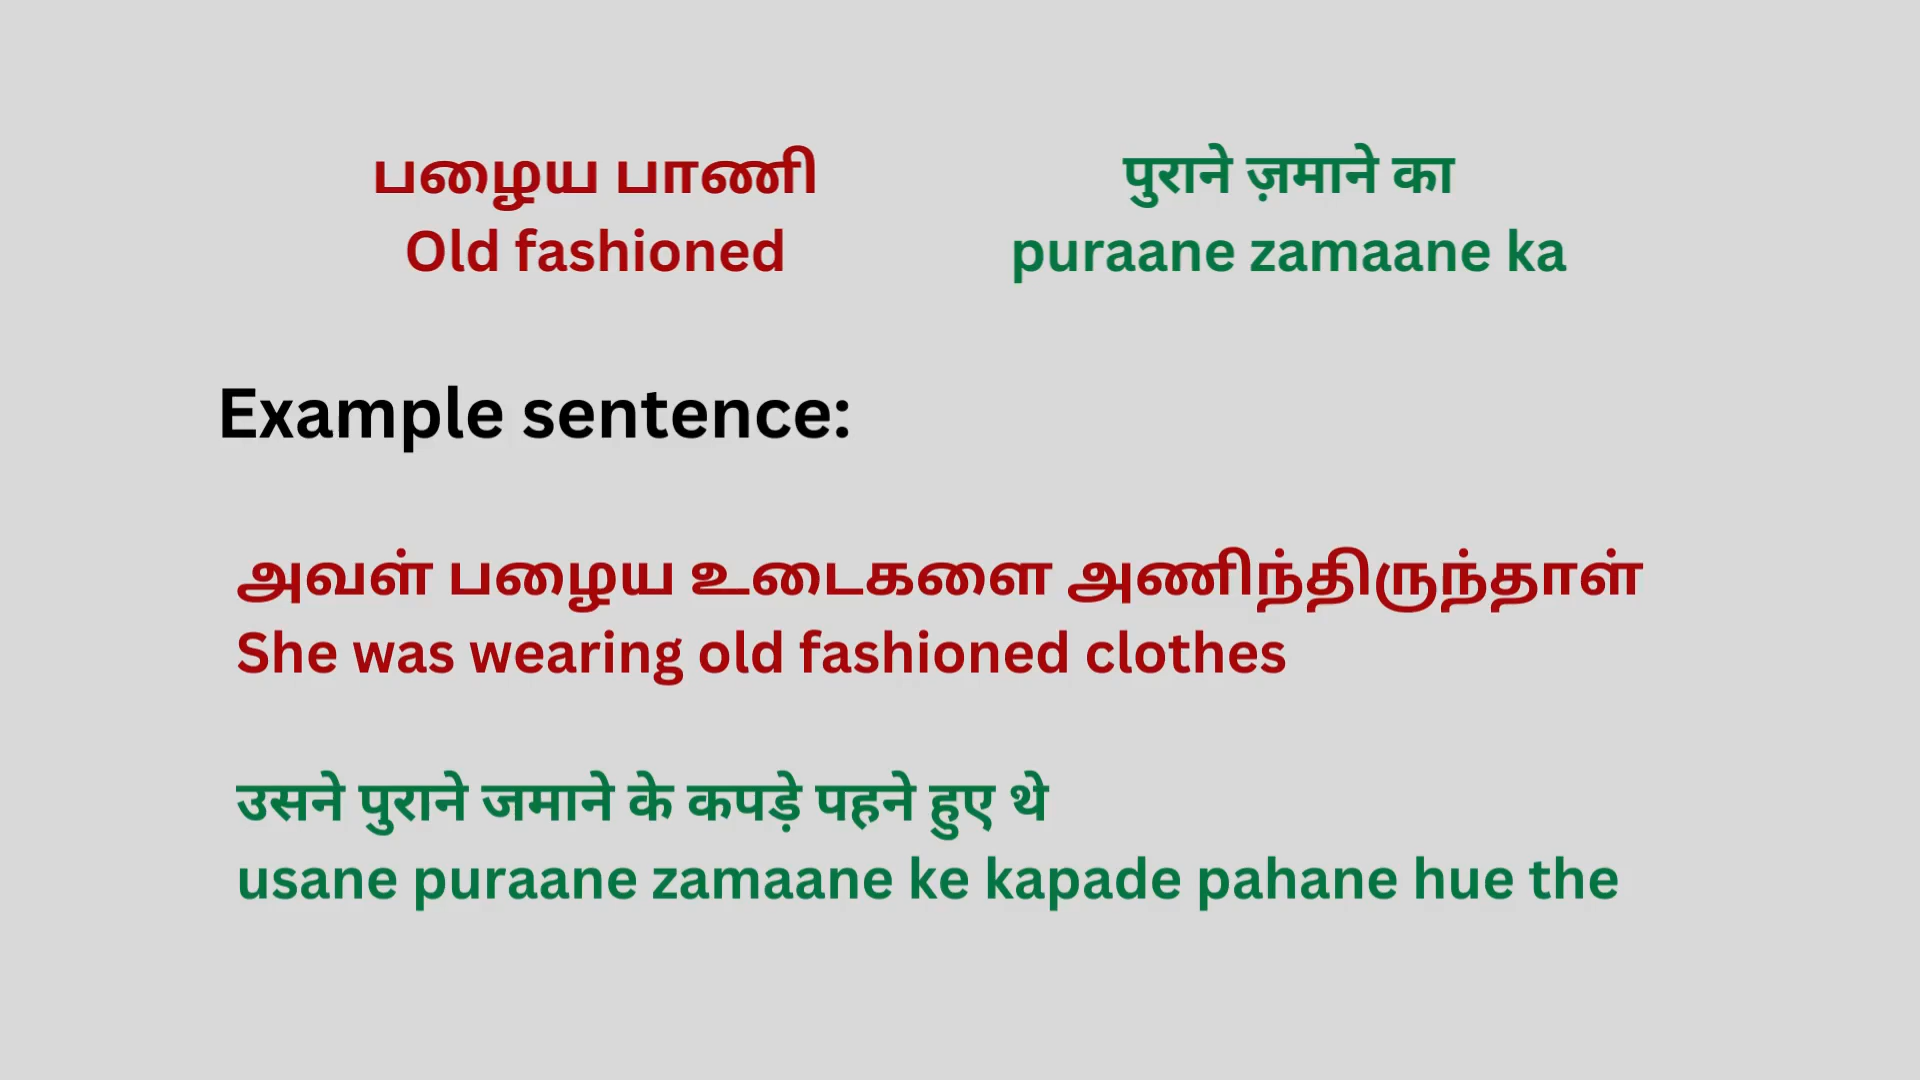 பழைய பாணி
Old fashioned
पुराने ज़माने का
puraane zamaane ka
Example sentence:
அவள் பழைய உடைகளை அணிந்திருந்தாள்
She was wearing old fashioned clothes
उसने पुराने जमाने के कपड़े पहने हुए थे
usane puraane zamaane ke kapade pahane hue the